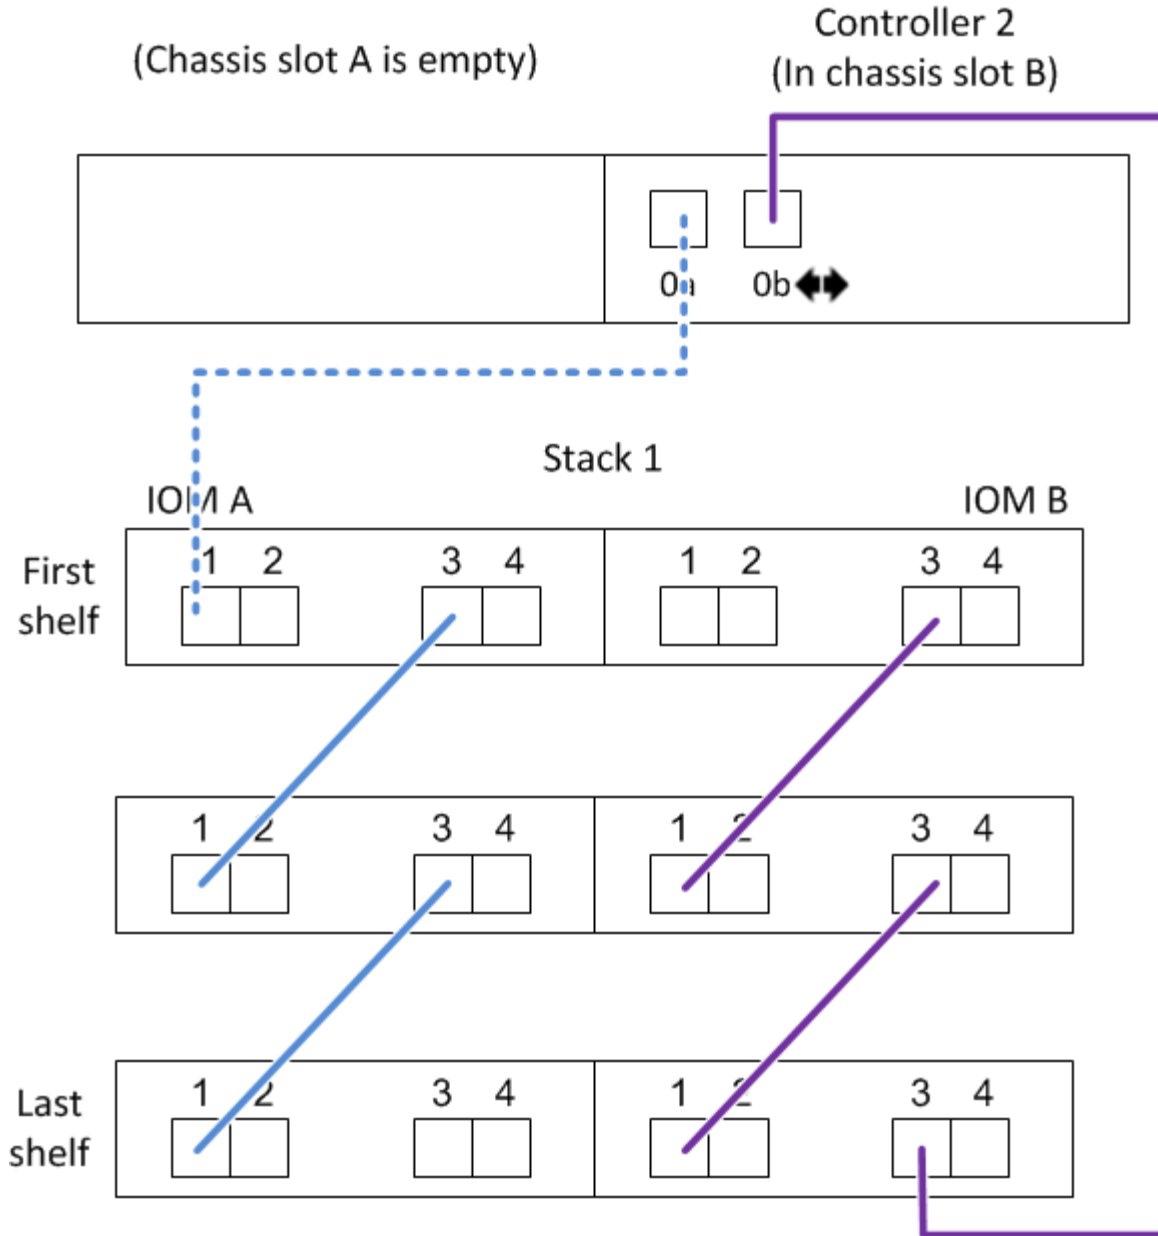 (Chassis slot A is empty)
Controller 2
(In chassis slot B)
0a
0b
Stack 1
IOM A
IOM B
First
shelf
1 2 3 4 1 2 3 4
1 2 3 4 1 2 3 4
Last
shelf
1 2 3 4 1 2 3 4